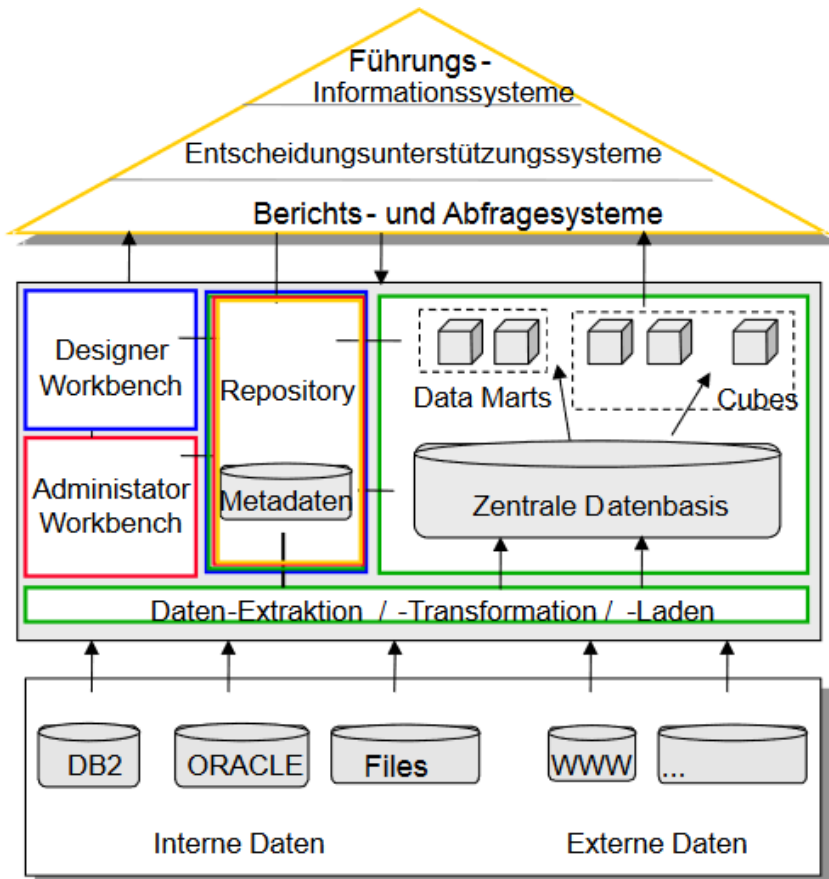 Führungs-
Informationssysteme
Entscheidungsunterstützungssysteme
Berichts- und Abfragesysteme
Designer
Workbench
Administator
Workbench
Repository
Metadaten
Data Marts
Cubes
Zentrale Datenbasis
Daten-Extraktion / -Transformation / -Laden
DB2
ORACLE
Files
WWW
...
Interne Daten
Externe Daten